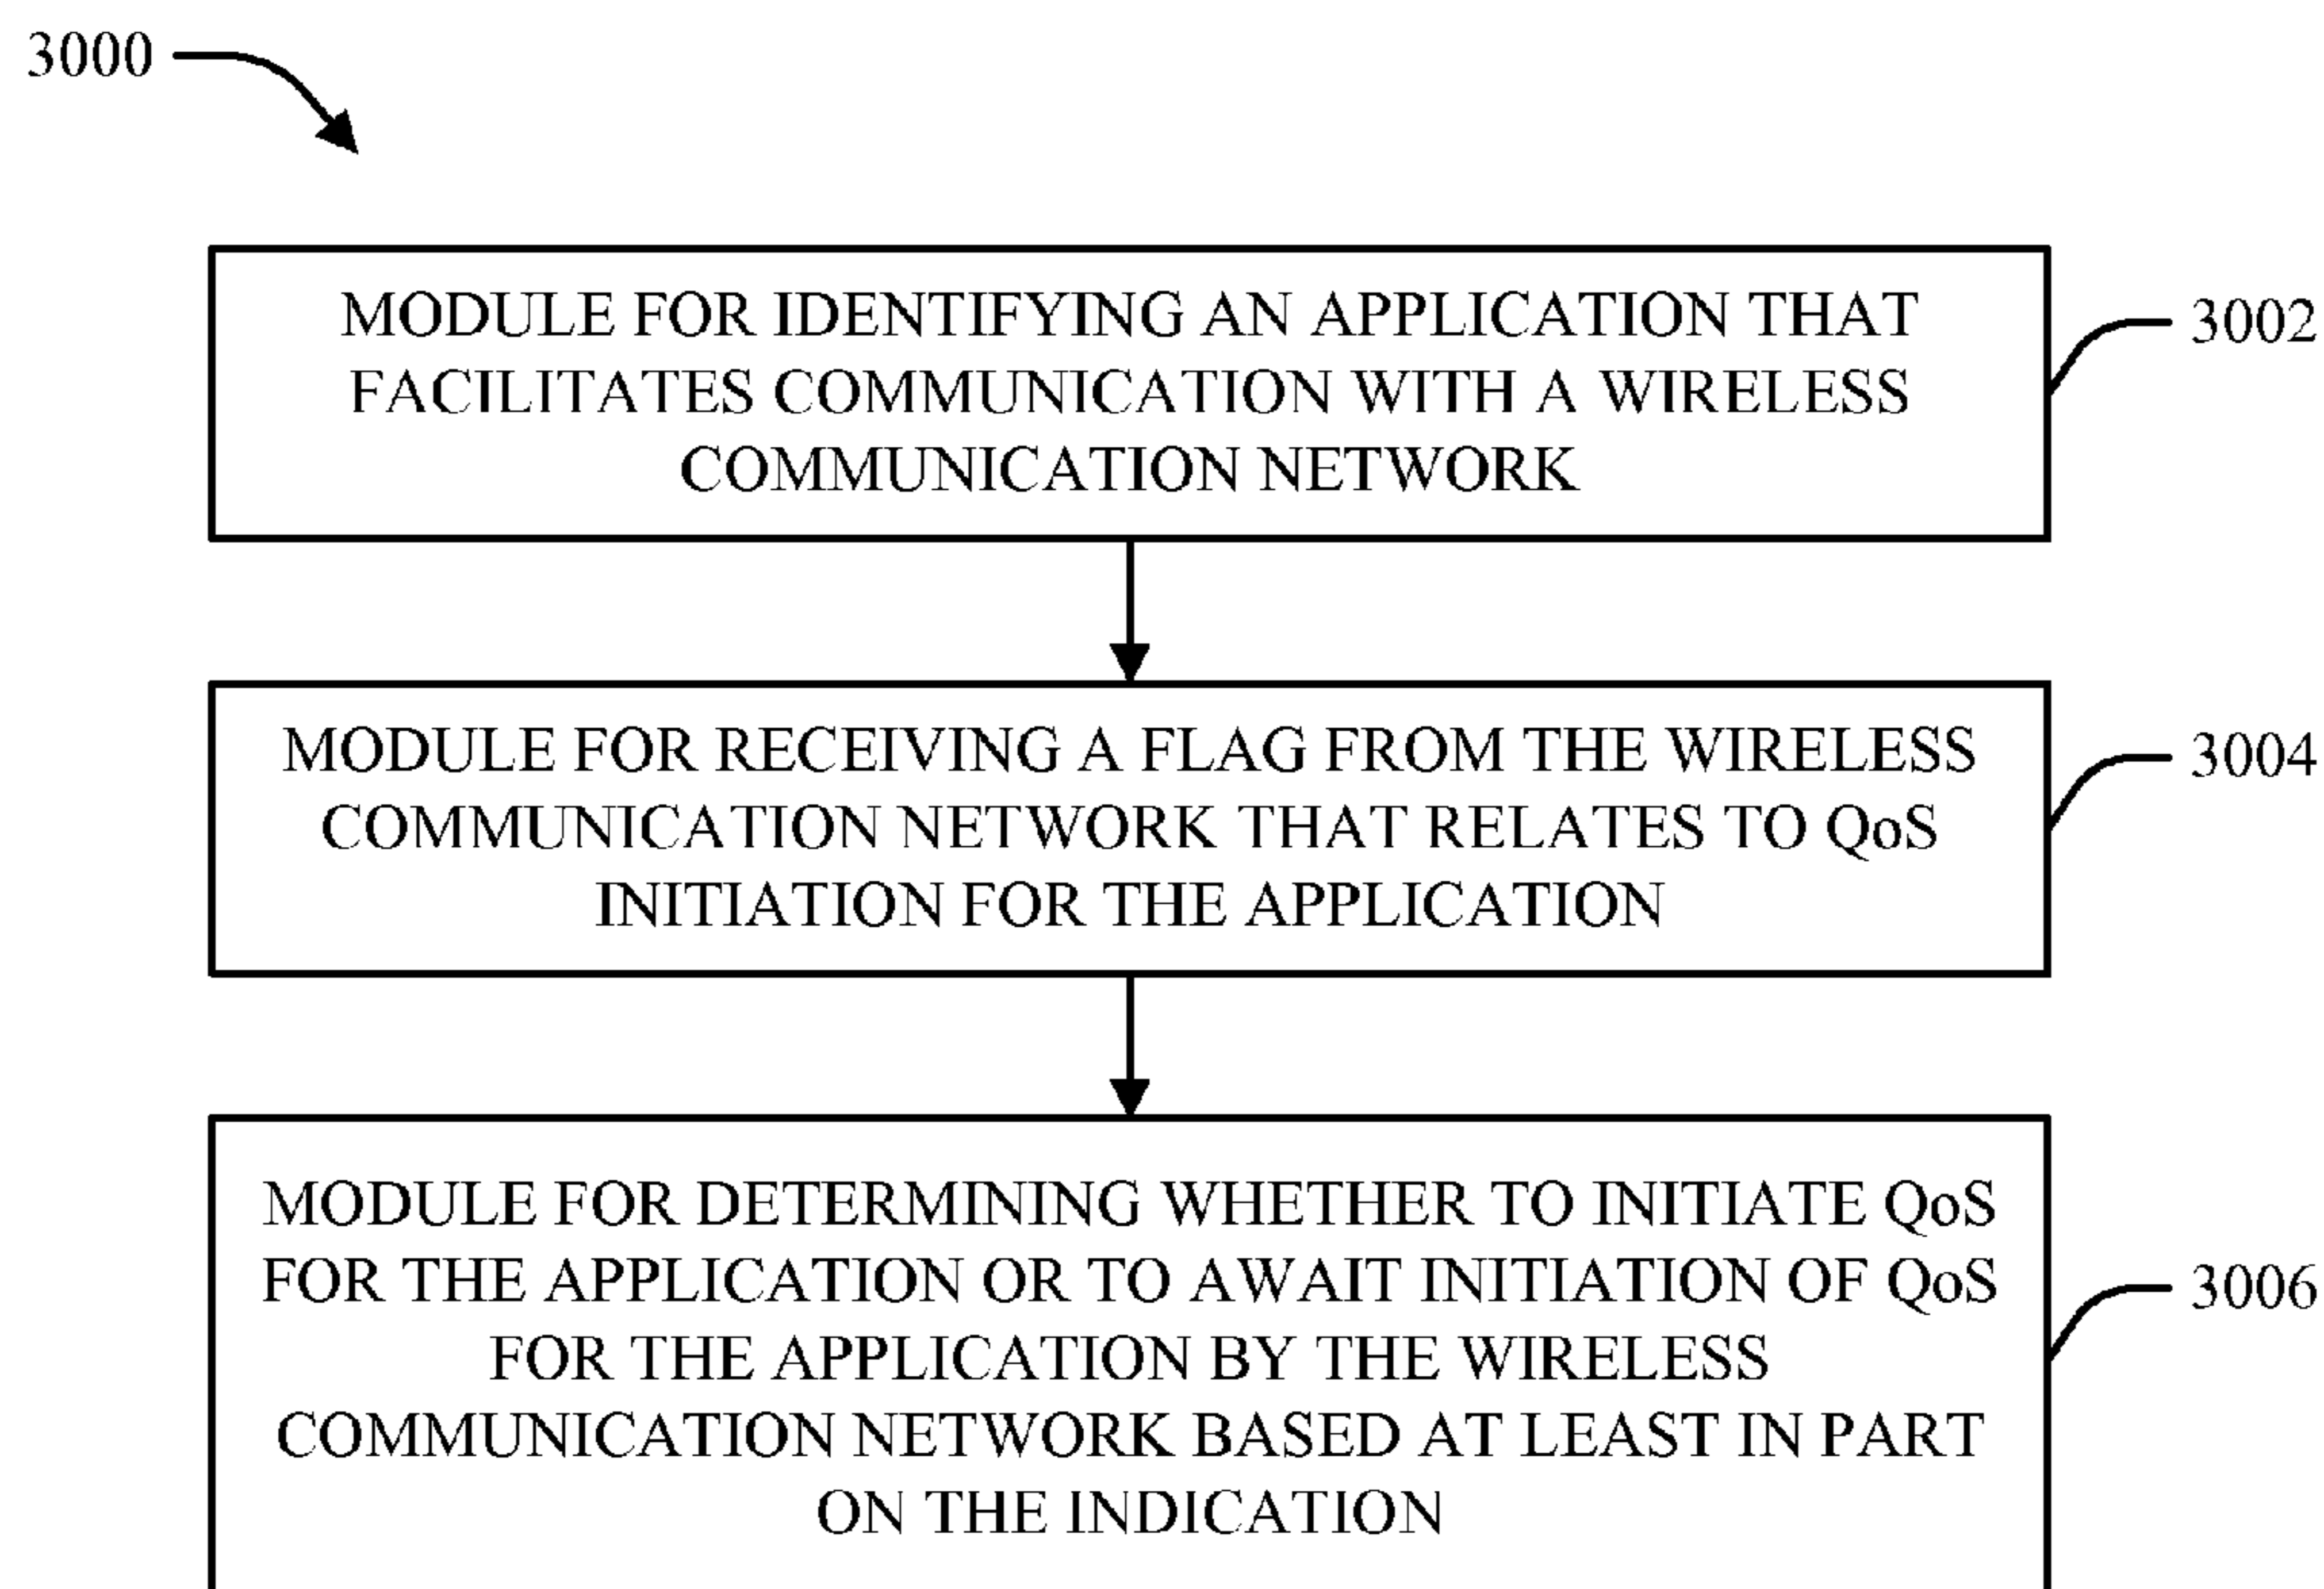 3000
MODULE FOR IDENTIFYING AN APPLICATION THAT
FACILITATES COMMUNICATION WITH A WIRELESS
COMMUNICATION NETWORK
3002
MODULE FOR RECEIVING A FLAG FROM THE WIRELESS
COMMUNICATION NETWORK THAT RELATES TO QoS
INITIATION FOR THE APPLICATION
3004
MODULE FOR DETERMINING WHETHER TO INITIATE QoS
FOR THE APPLICATION OR TO AWAIT INITIATION OF QoS
FOR THE APPLICATION BY THE WIRELESS
COMMUNICATION NETWORK BASED AT LEAST IN PART
ON THE INDICATION
3006